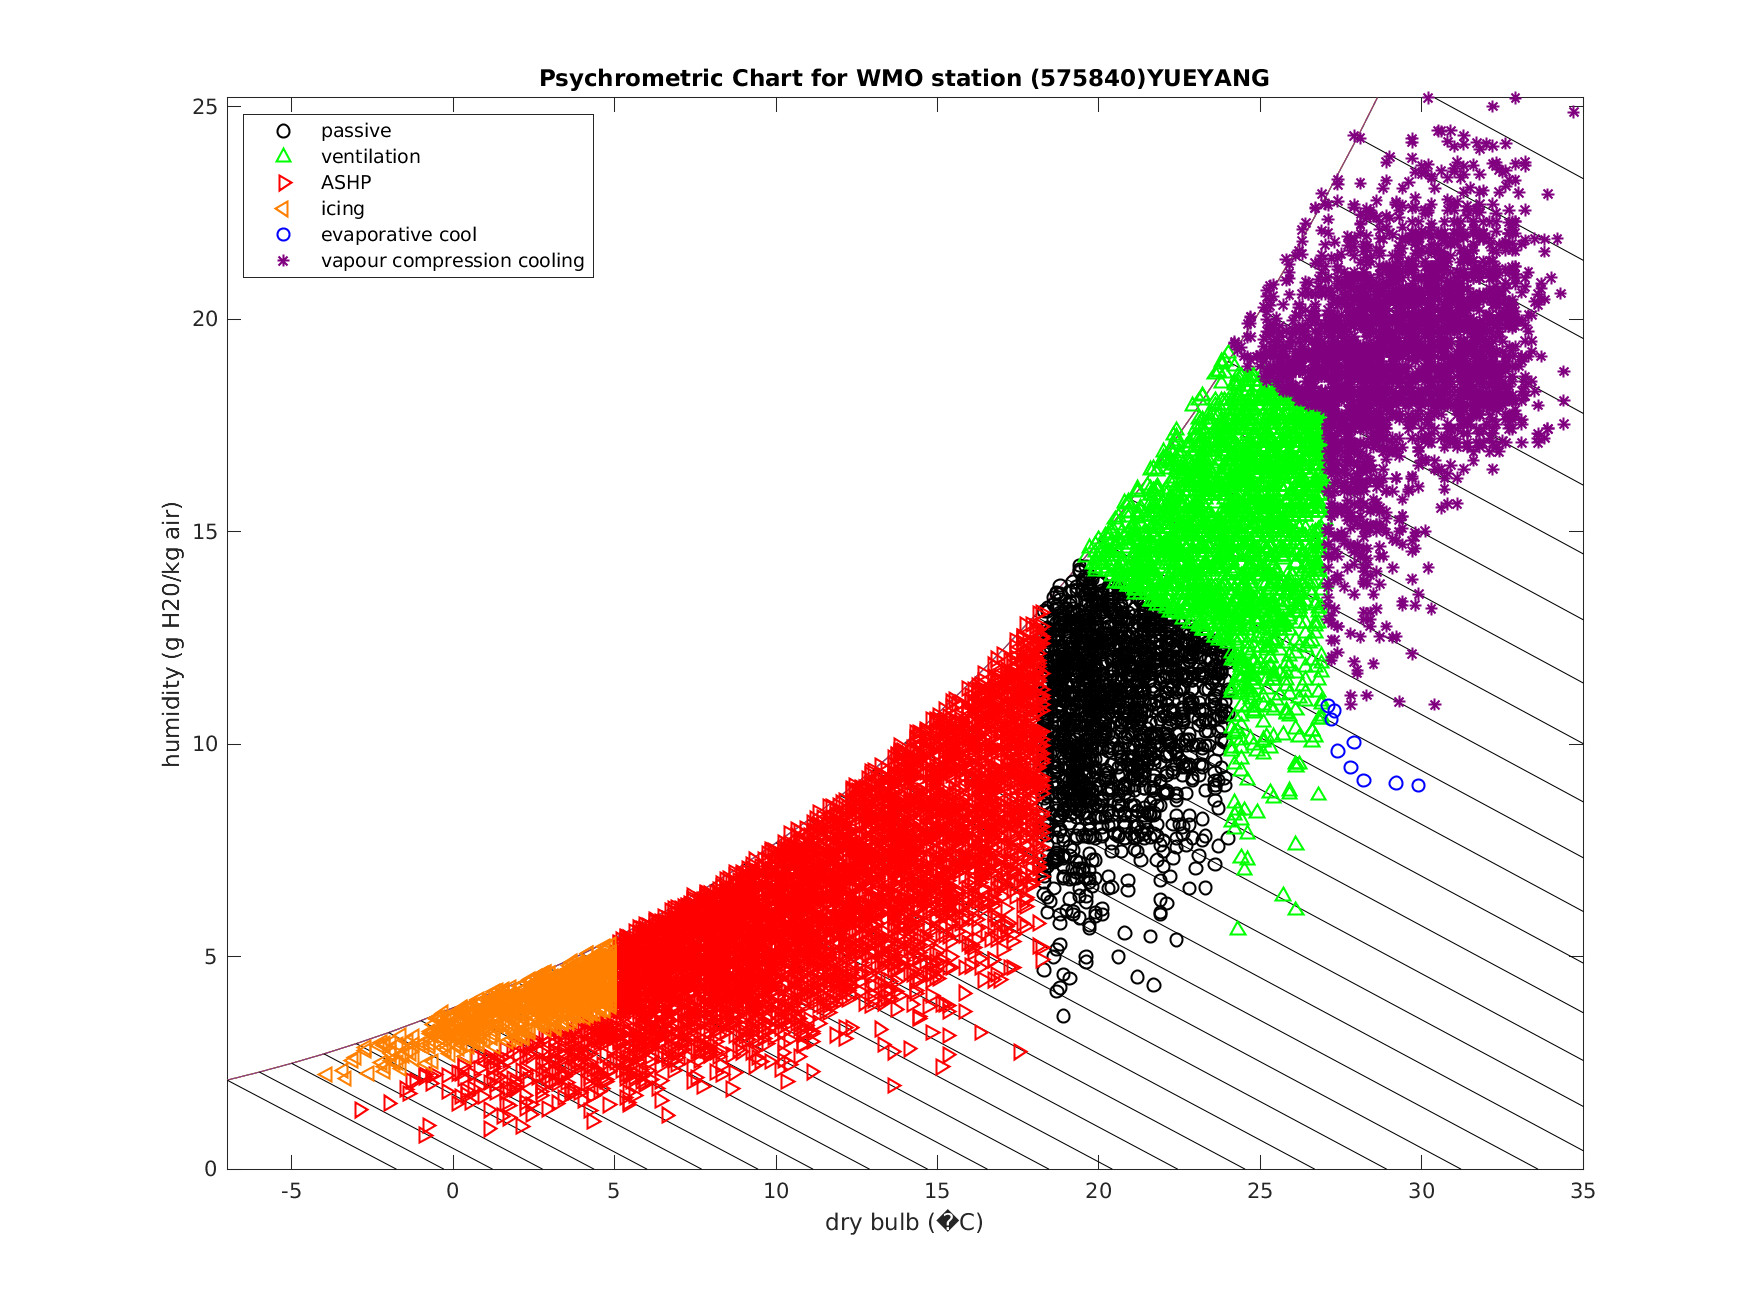 Psychrometric Chart for WMO station (575840)YUEYANG
passive
ventilation
ASHP
icing
evaporative cool
vapour compression cooling
humidity (g H20/kg air)
25
20
15
10
5
0
-5 0 5 10 15 20 25 30 35
dry bulb (�C)